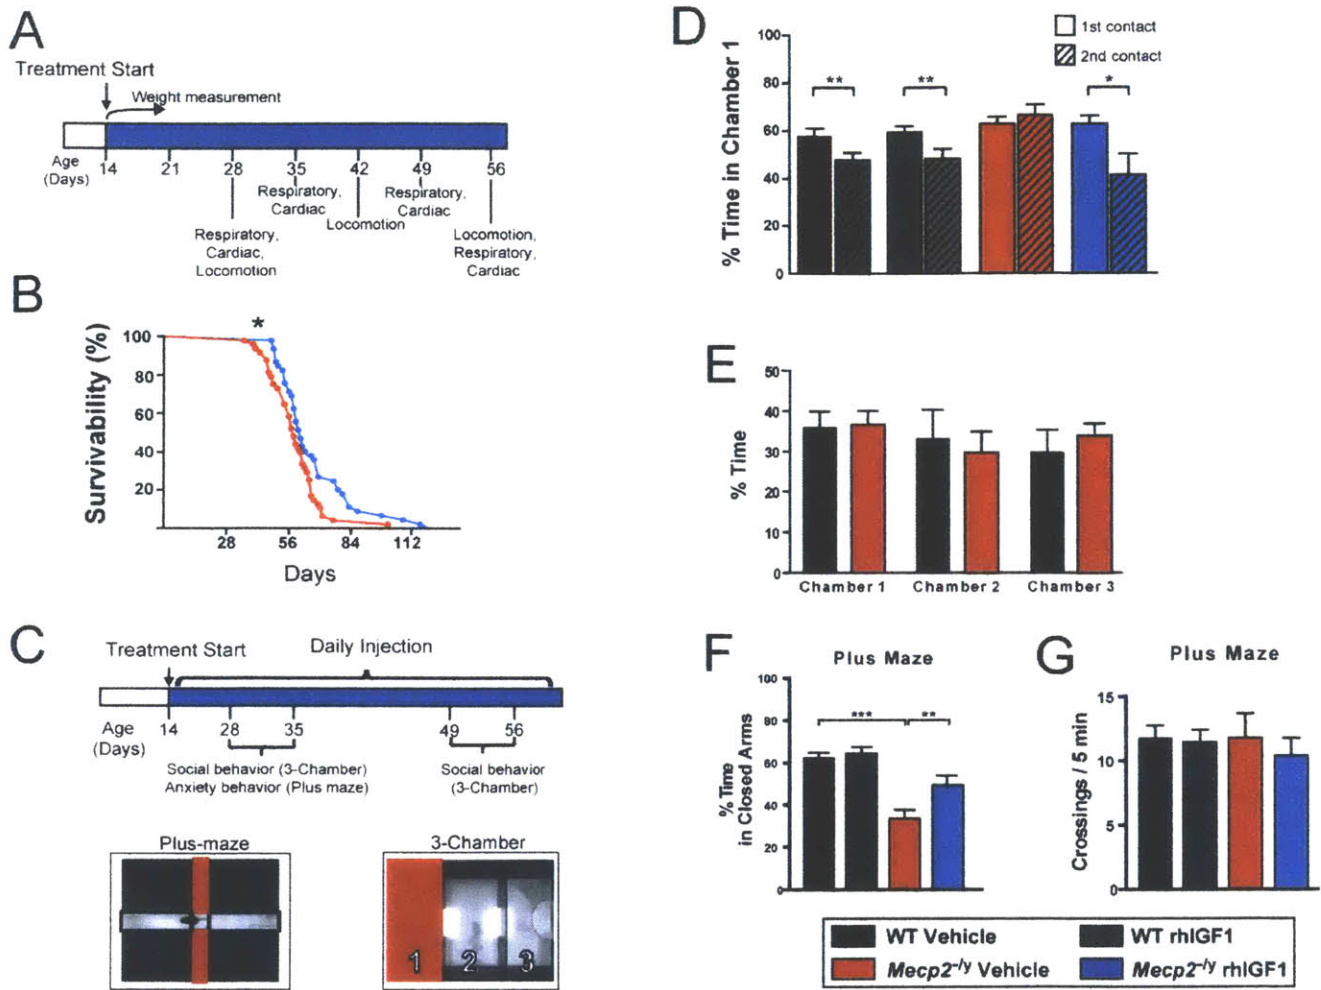 A
Treatment Start
Weight measurement
Age
(Days)
14 21 28 35 42 49 56
Respiratory,
Cardiac
Respiratory,
Cardiac
Locomotion
Respiratory,
Cardiac,
Locomotion
Locomotion,
Respiratory,
Cardiac
B
*
Survivability (%)
100
80
60
40
20
28 56 84 112
Days
C
Treatment Start
Daily Injection
Age
(Days)
14 28 35 49 56
Social behavior (3-Chamber)
Anxiety behavior (Plus maze)
Social behavior
(3-Chamber)
Plus-maze
3-Chamber
1 2 3
D
1st contact
2nd contact
% Time in Chamber 1
100
80
60
40
20
0
** ** *
E
% Time
50
40
30
20
10
0
Chamber 1 Chamber 2 Chamber 3
F
Plus Maze
% Time
in Closed Arms
100
80
60
40
20
0
*** **
G
Plus Maze
Crossings / 5 min
15
10
5
0
WT Vehicle WT rhIGF1
Mecp2-/y Vehicle Mecp2-/y rhIGF1